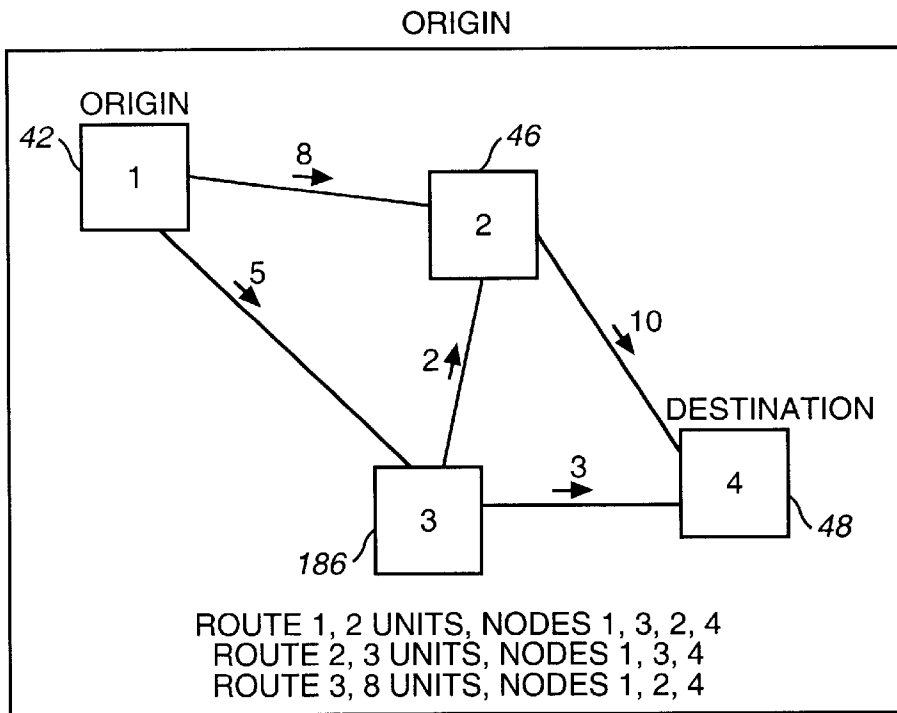 ORIGIN
ORIGIN
42
1
8
46
2
5
10
2
DESTINATION
3
4
3
48
186
ROUTE 1, 2 UNITS, NODES 1, 3, 2, 4
ROUTE 2, 3 UNITS, NODES 1, 3, 4
ROUTE 3, 8 UNITS, NODES 1, 2, 4